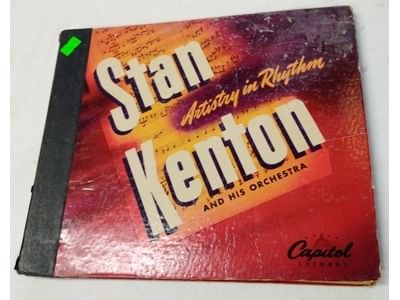 Stan
Artistry in Rhythm
Kenton
AND HIS ORCHESTRA
Capitol
RECORDS